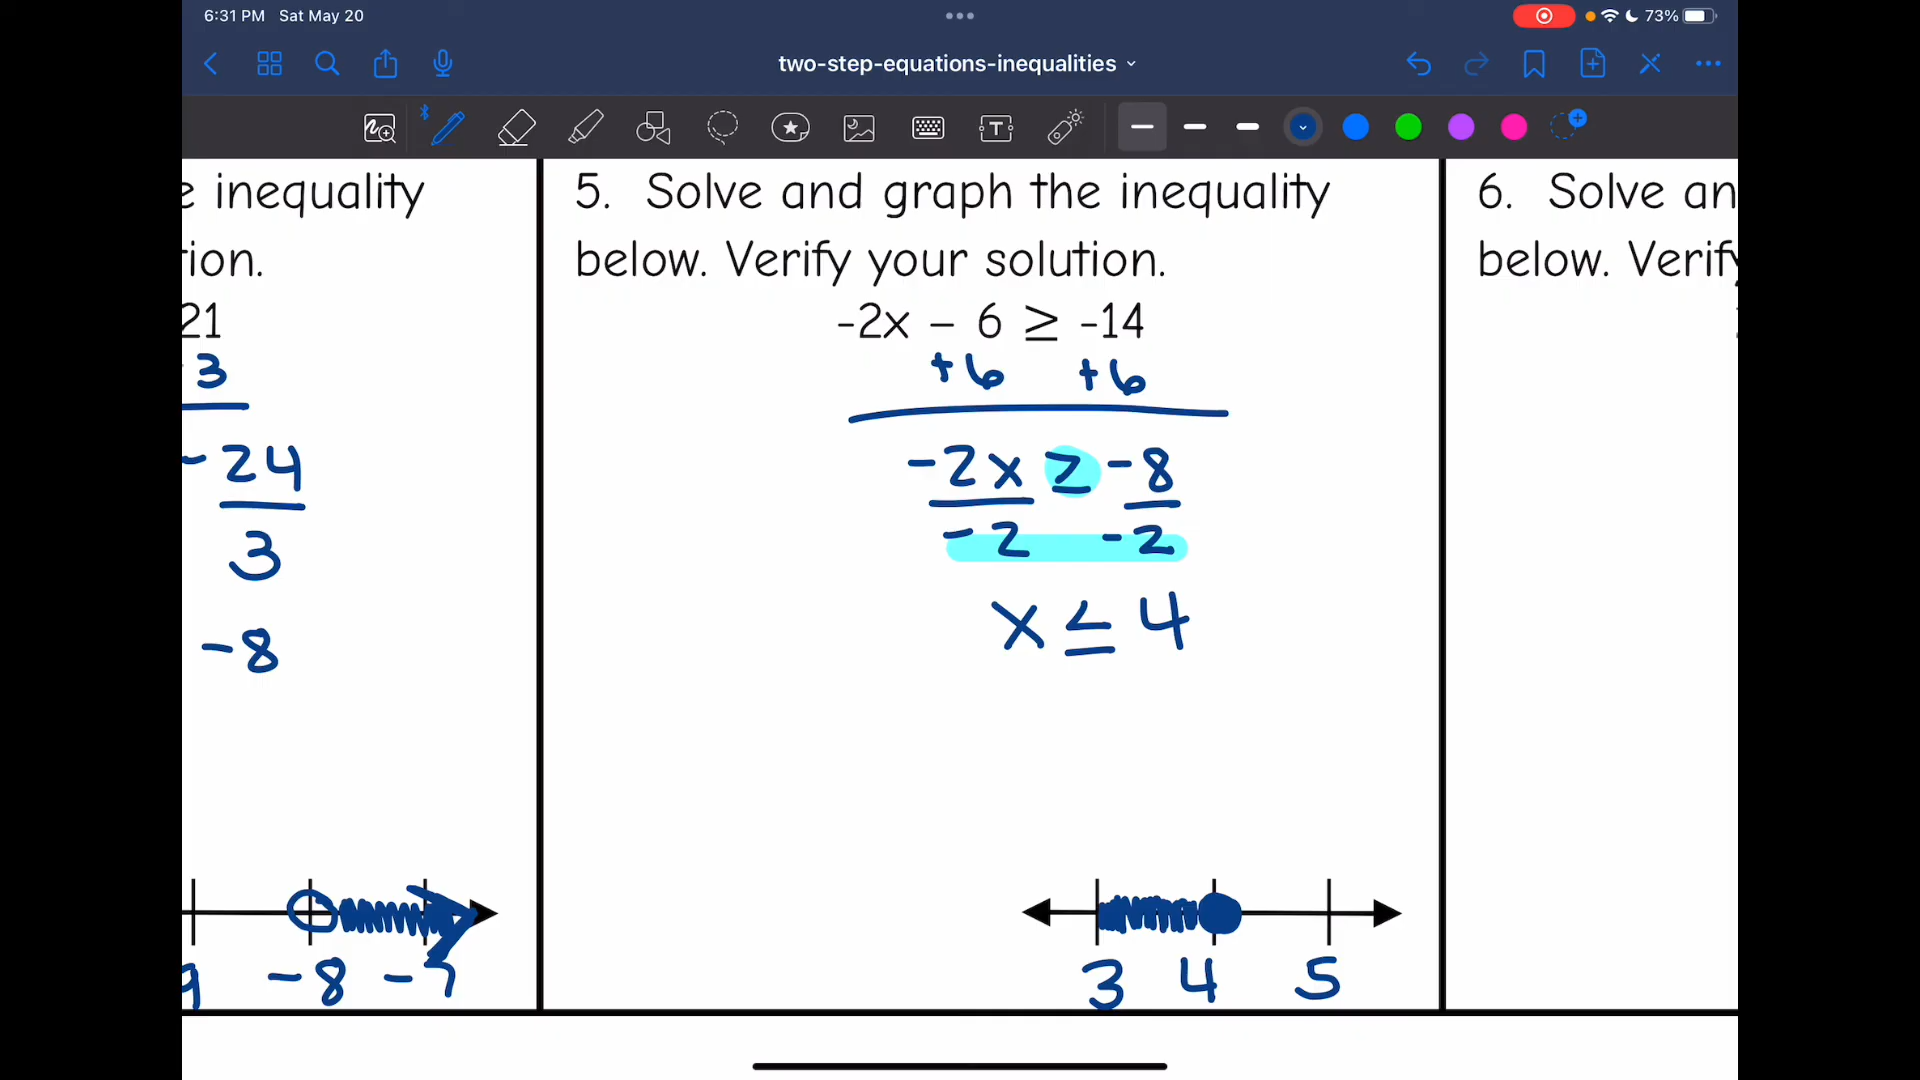 6:31 PM Sat May 20
73%
two-step-equations-inequalities
T
e inequality
ion.
21
3
-24
3
-8
9 -8 -7
5. Solve and graph the inequality
below. Verify your solution.
-2x – 6 ≥ -14
+6 +6
-2x ≥ -8
-2 -2
x ≤ 4
3 4 5
6. Solve an
below. Verify